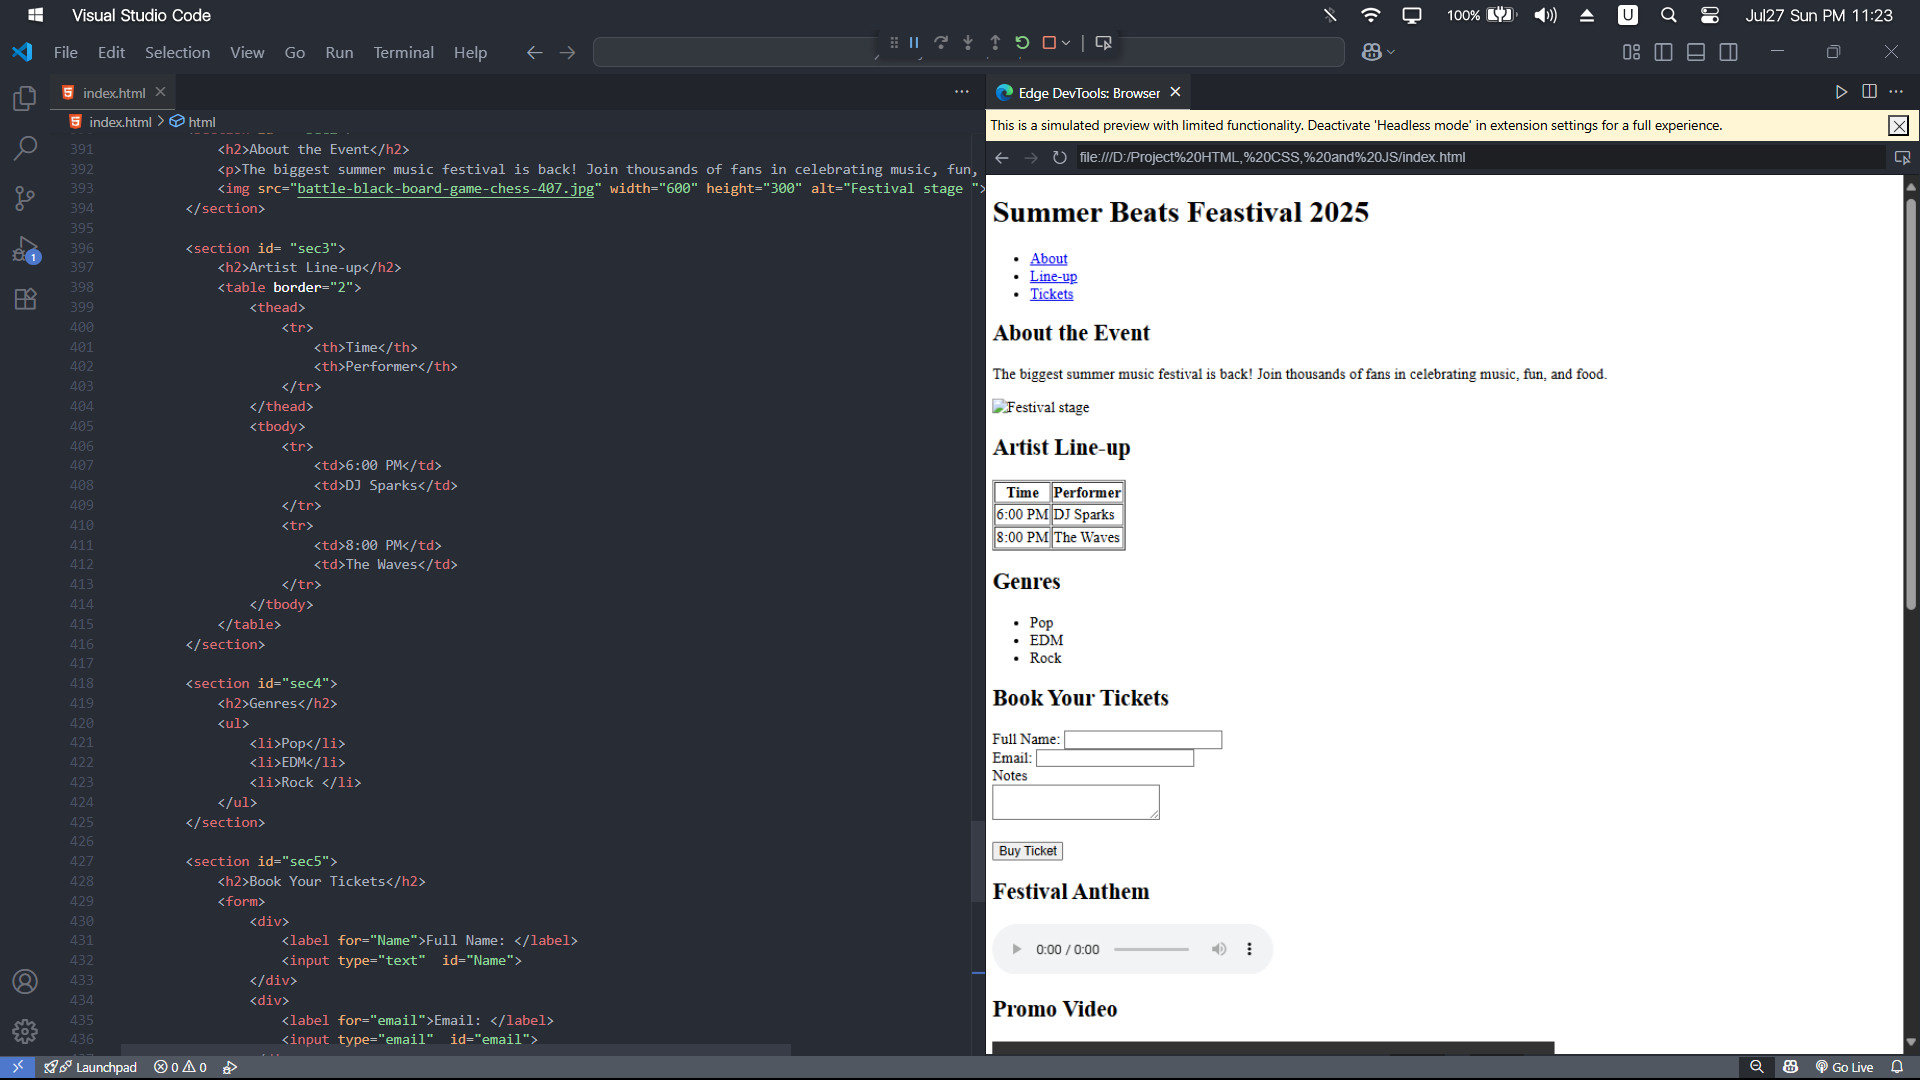 Visual Studio Code
100%
U
Jul27 Sun PM 11:23
File Edit Selection View Go Run Terminal Help
index.html
Edge DevTools: Browser
index.html > html
This is a simulated preview with limited functionality. Deactivate 'Headless mode' in extension settings for a full experience.
file:///D:/Project%20HTML,%20CSS,%20and%20JS/index.html
391 <h2>About the Event</h2>
392 <p>The biggest summer music festival is back! Join thousands of fans in celebrating music, fun,
393 <img src="battle-black-board-game-chess-407.jpg" width="600" height="300" alt="Festival stage ">
394 </section>
395
396 <section id= "sec3">
397 <h2>Artist Line-up</h2>
398 <table border="2">
399 <thead>
400 <tr>
401 <th>Time</th>
402 <th>Performer</th>
403 </tr>
404 </thead>
405 <tbody>
406 <tr>
407 <td>6:00 PM</td>
408 <td>DJ Sparks</td>
409 </tr>
410 <tr>
411 <td>8:00 PM</td>
412 <td>The Waves</td>
413 </tr>
414 </tbody>
415 </table>
416 </section>
417
418 <section id="sec4">
419 <h2>Genres</h2>
420 <ul>
421 <li>Pop</li>
422 <li>EDM</li>
423 <li>Rock </li>
424 </ul>
425 </section>
426
427 <section id="sec5">
428 <h2>Book Your Tickets</h2>
429 <form>
430 <div>
431 <label for="Name">Full Name: </label>
432 <input type="text"  id="Name">
433 </div>
434 <div>
435 <label for="email">Email: </label>
436 <input type="email"  id="email">
1
Summer Beats Feastival 2025
About
Line-up
Tickets
About the Event
The biggest summer music festival is back! Join thousands of fans in celebrating music, fun, and food.
Festival stage
Artist Line-up
Time Performer
6:00 PM DJ Sparks
8:00 PM The Waves
Genres
Pop
EDM
Rock
Book Your Tickets
Full Name:
Email:
Notes
Buy Ticket
Festival Anthem
0:00 / 0:00
Promo Video
Launchpad 0 0
Go Live